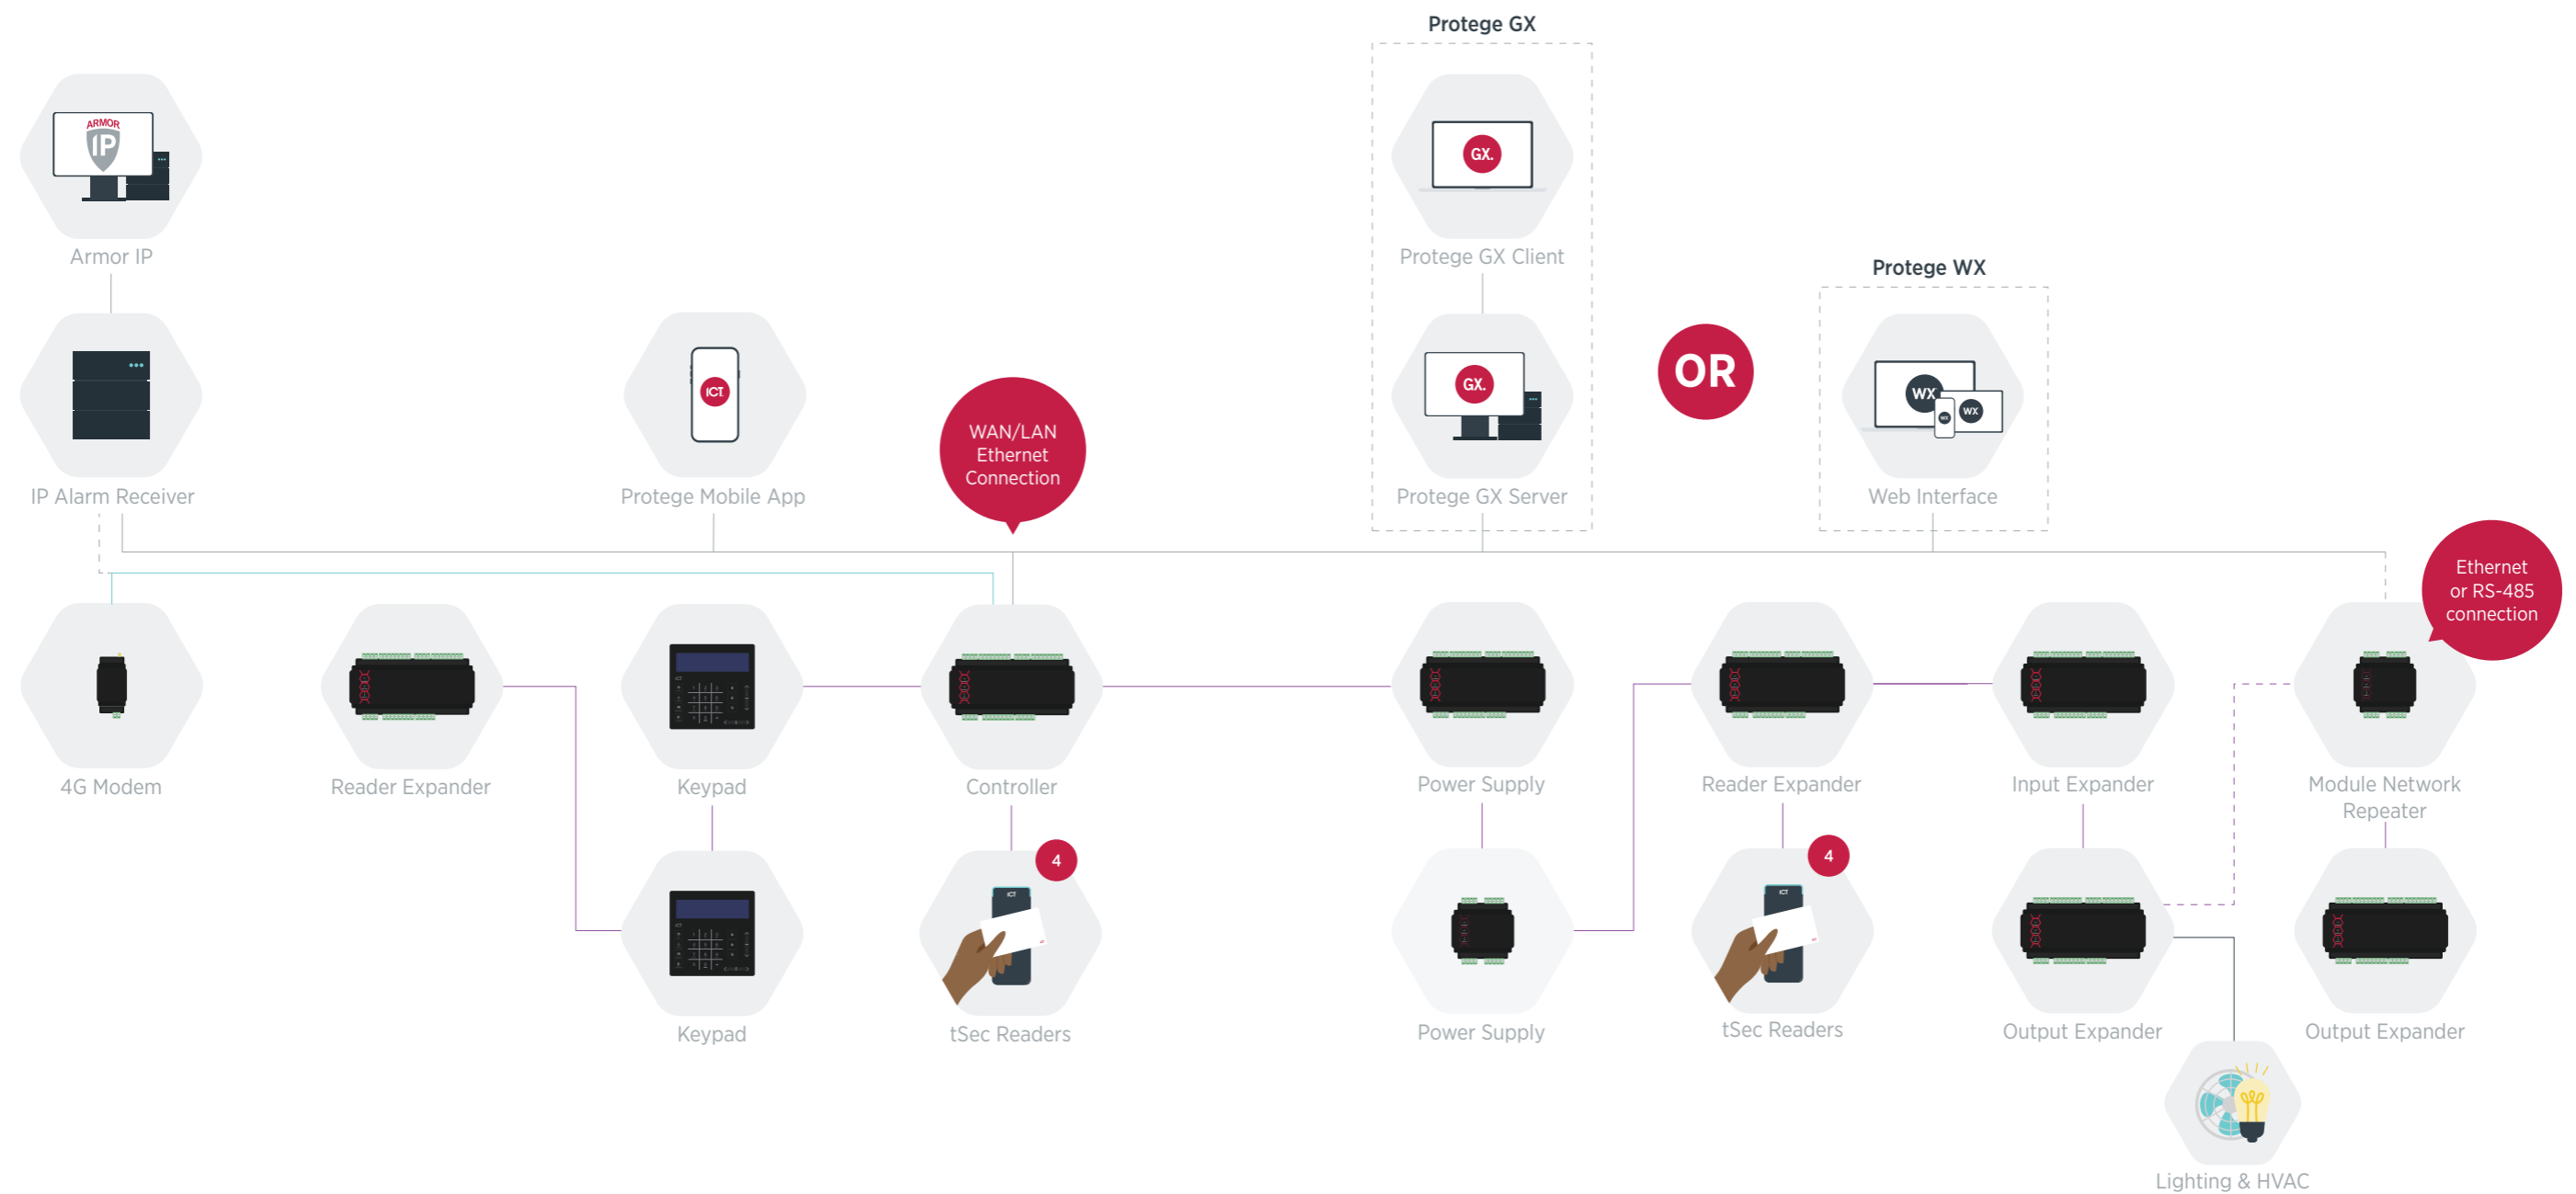 Protege GX
ARMOR
IP
GX.
Armor IP
Protege GX Client
Protege WX
OR
ICT
WAN/LAN
Ethernet
Connection
GX.
WX
WX
WX
IP Alarm Receiver
Protege Mobile App
Protege GX Server
Web Interface
Ethernet
or RS-485
connection
4G Modem
Reader Expander
Keypad
Controller
Power Supply
Reader Expander
Input Expander
Module Network
Repeater
4
4
ICT
ICT
Keypad
tSec Readers
Power Supply
tSec Readers
Output Expander
Output Expander
Lighting & HVAC